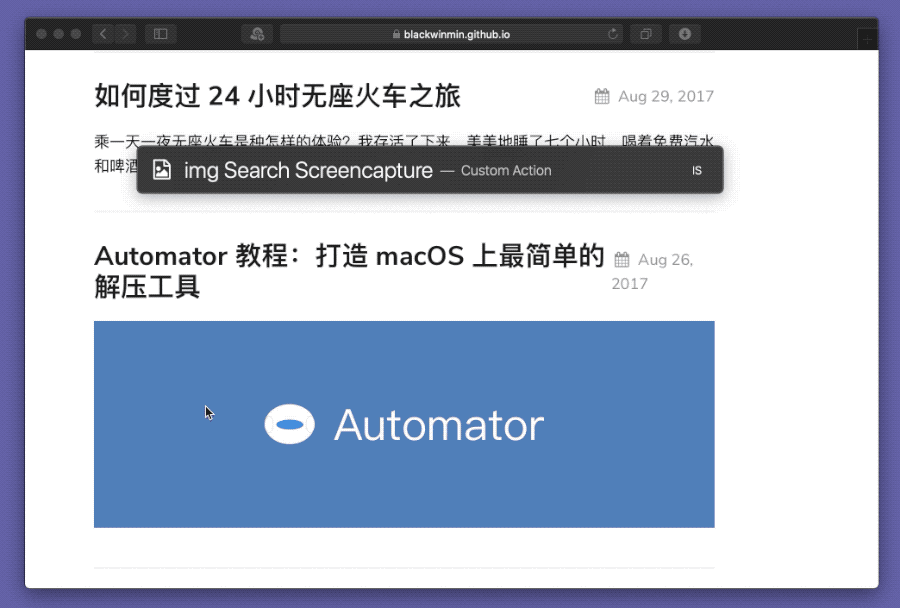 blackwinmin.github.io
如何度过 24 小时无座火车之旅
Aug 29, 2017
乘一天一夜无座火车是种怎样的体验？我存活了下来，美美地睡了七个小时，喝着免费汽水
和啤酒
img Search Screencapture — Custom Action
IS
Automator 教程：打造 macOS 上最简单的
解压工具
Aug 26,
2017
Automator